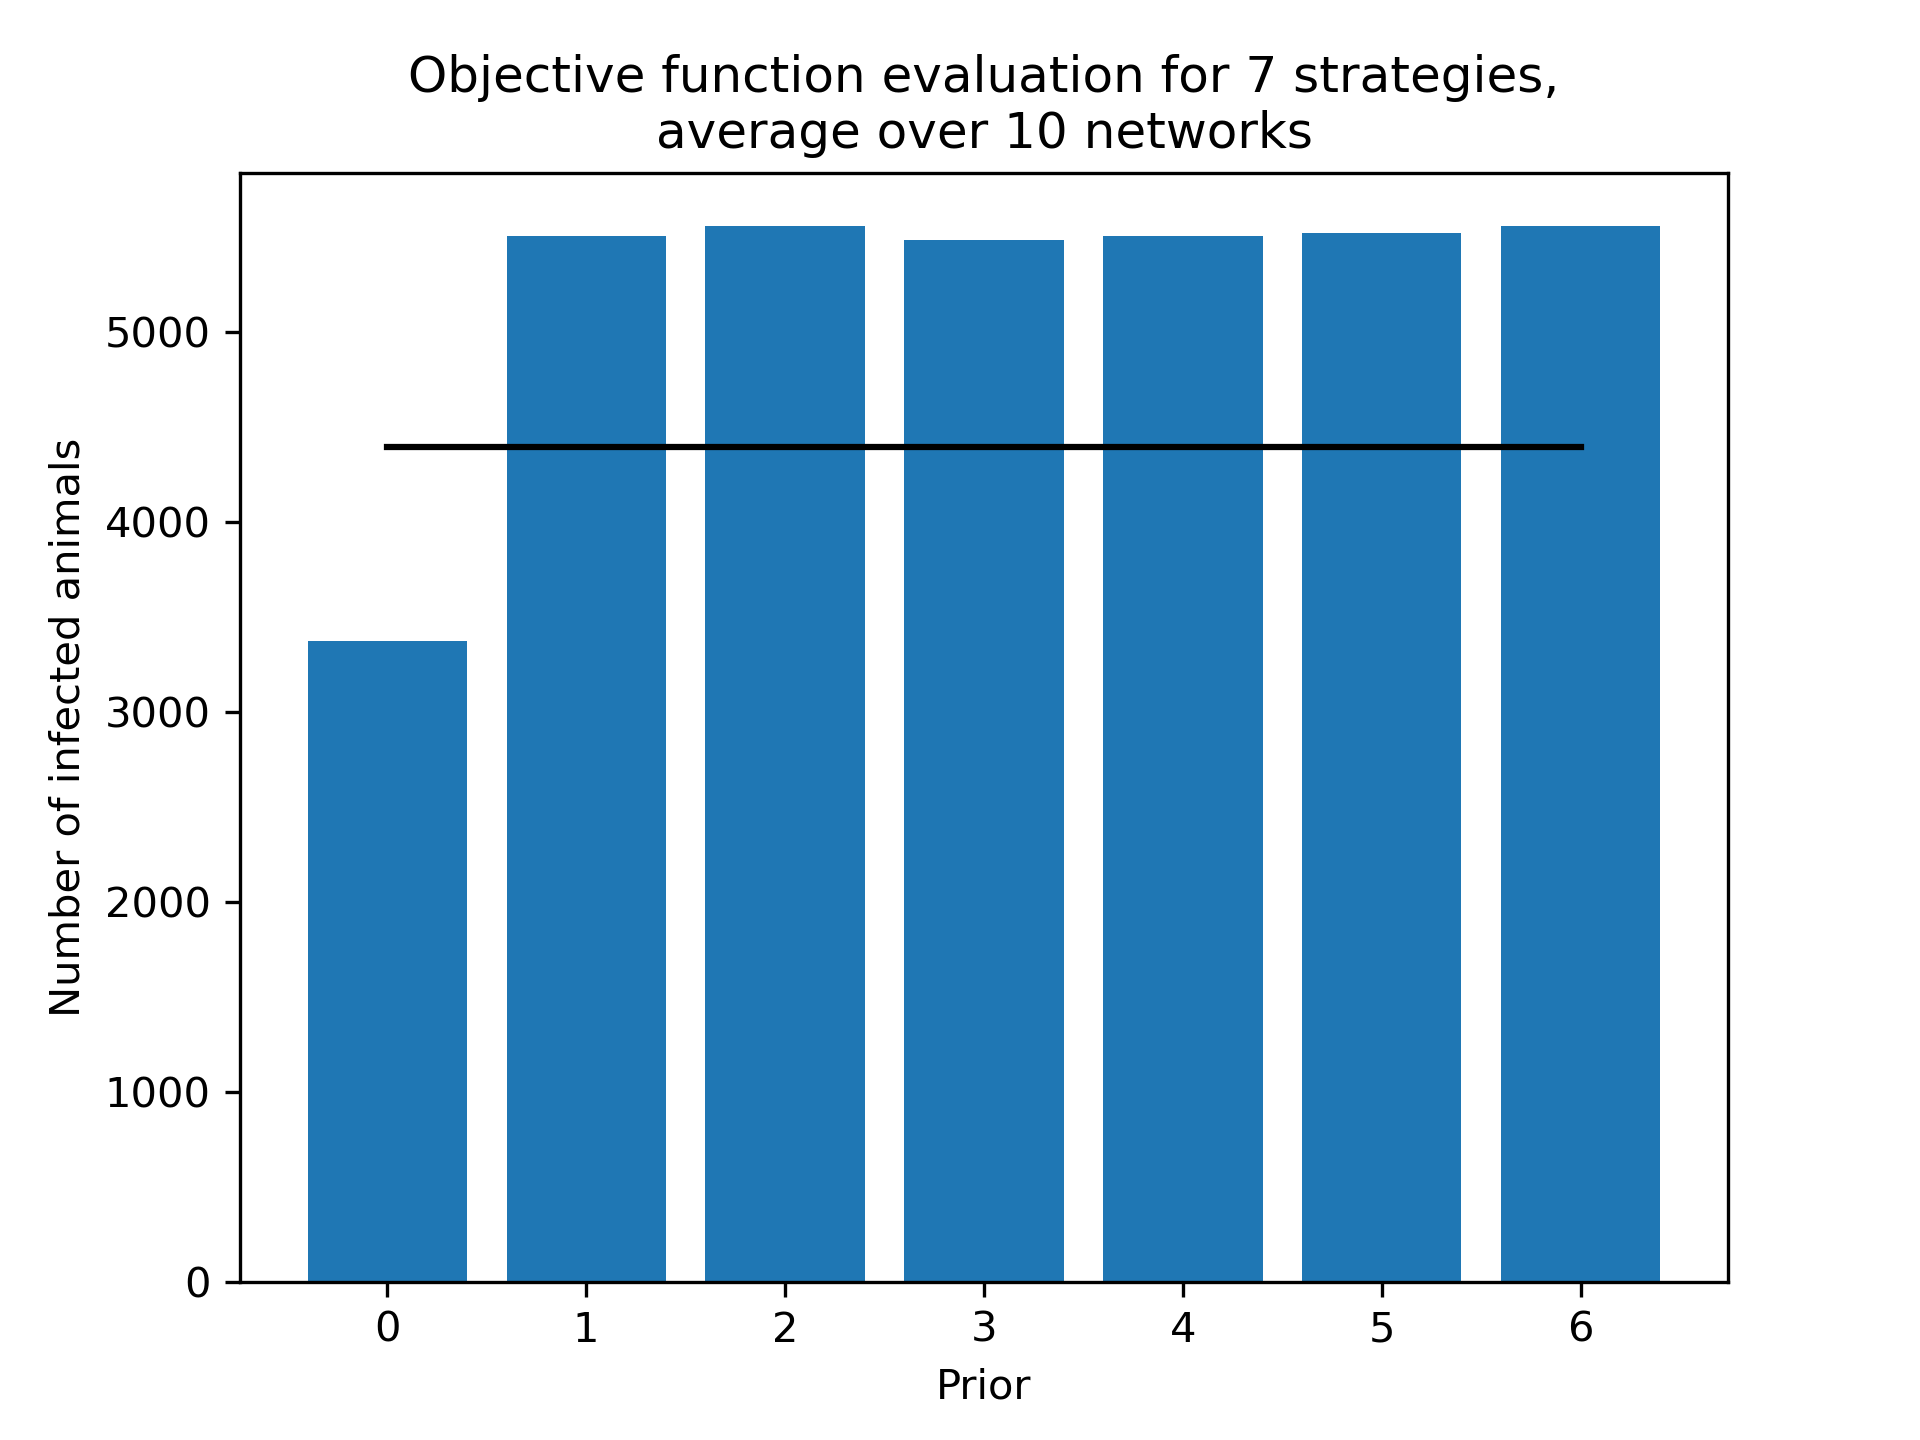 Objective function evaluation for 7 strategies,
average over 10 networks
Number of infected animals
5000
4000
3000
2000
1000
0
0 1 2 3 4 5 6
Prior